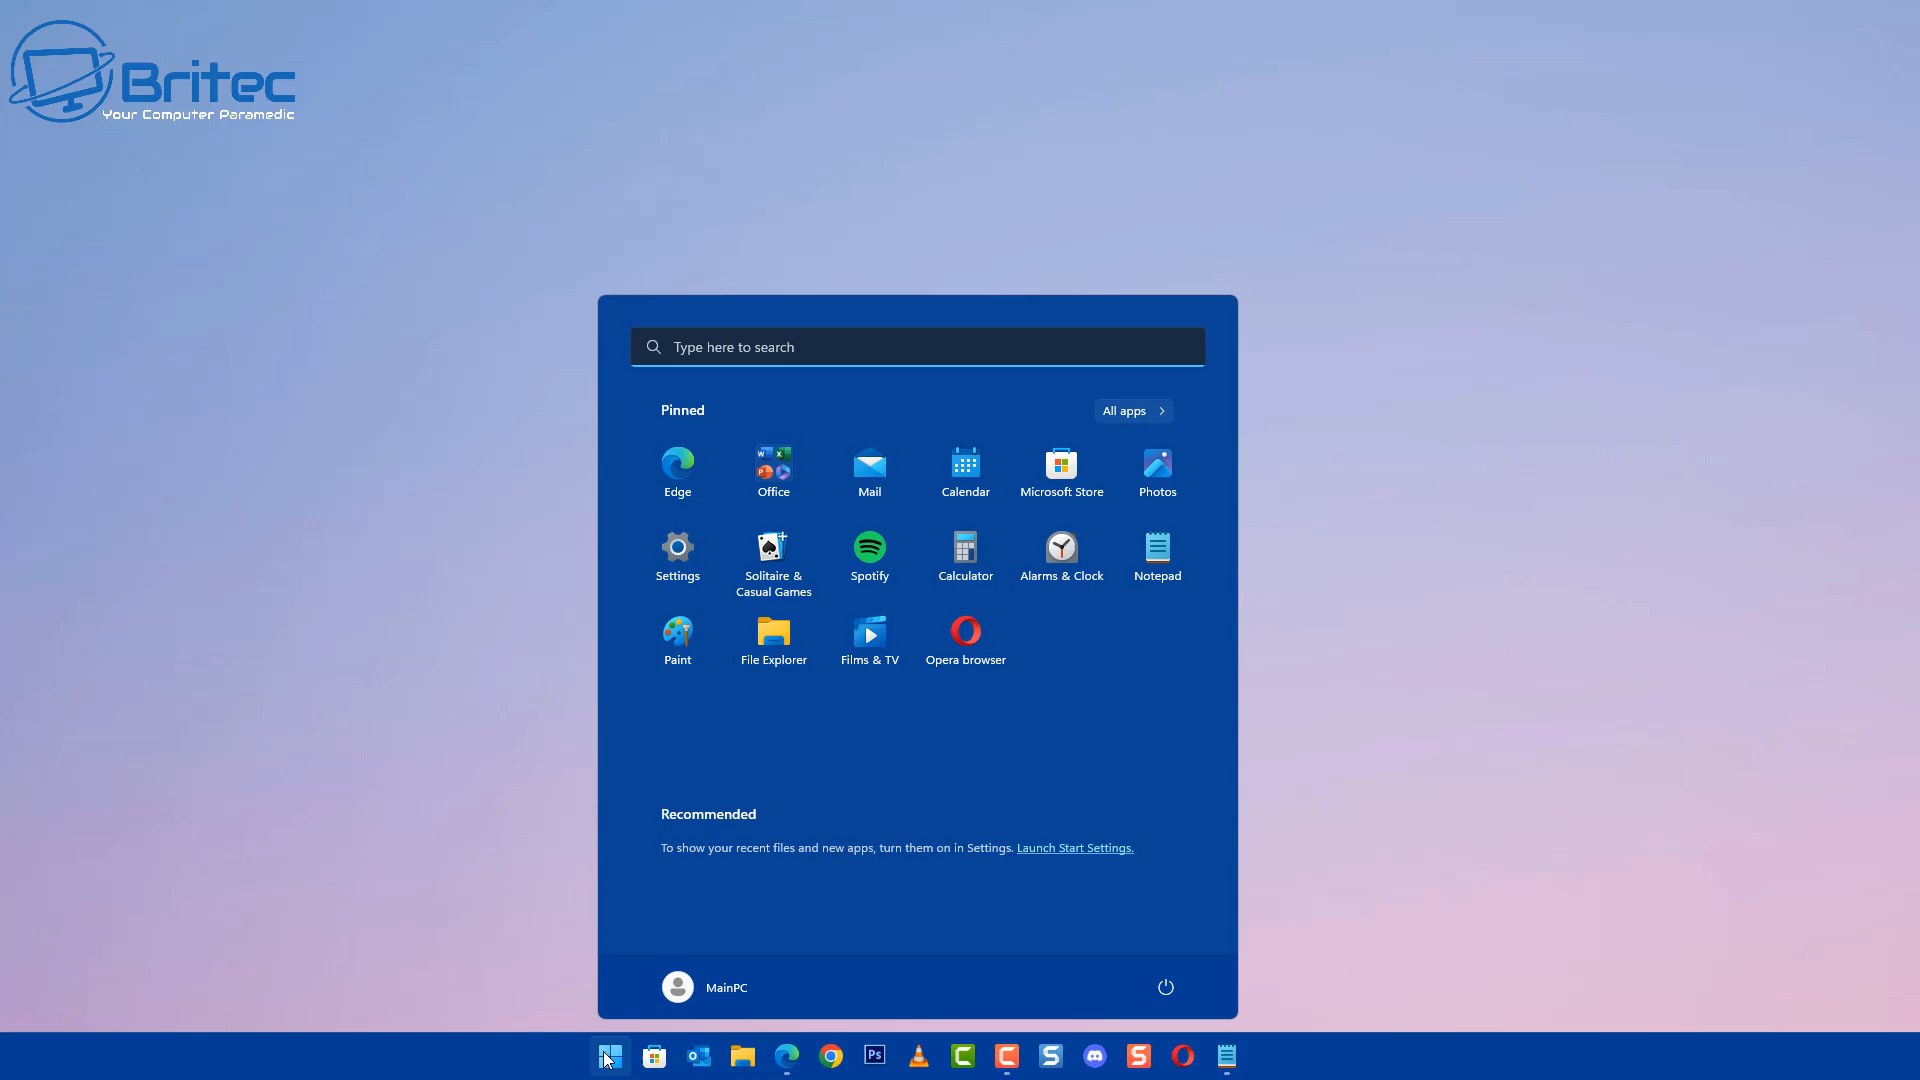 Britec
Your Computer Paramedic
Type here to search
Pinned
All apps
Edge
Office
Mail
Calendar
Microsoft Store
Photos
Settings
Solitaire &
Casual Games
Spotify
Calculator
Alarms & Clock
Notepad
Paint
File Explorer
Films & TV
Opera browser
Recommended
To show your recent files and new apps, turn them on in Settings. Launch Start Settings.
MainPC
Ps